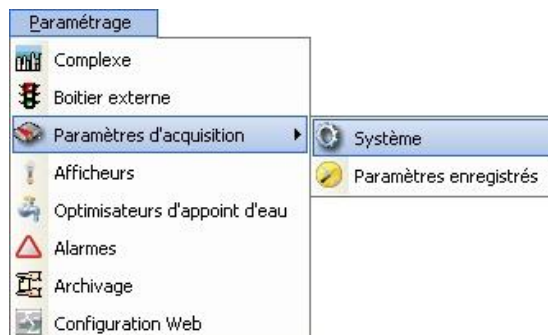 Paramétrage
Complexe
Boitier externe
Paramètres d'acquisition
Système
Afficheurs
Paramètres enregistrés
Optimisateurs d'appoint d'eau
Alarmes
Archivage
Configuration Web